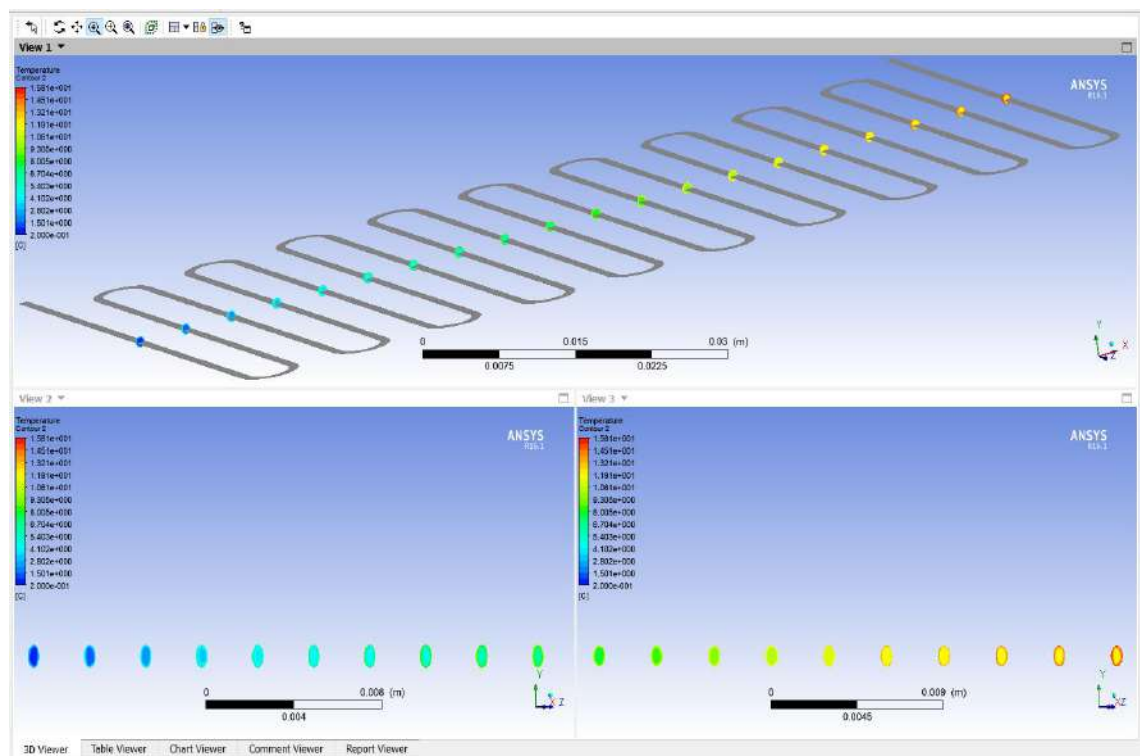 View 1
Temperature
Contour 2
1.581e+001
1.451e+001
1.321e+001
1.191e+001
1.061e+001
9.305e+000
8.005e+000
6.704e+000
5.403e+000
4.102e+000
2.802e+000
1.501e+000
2.000e-001
[C]
ANSYS
R16.1
0 0.015 0.03 (m)
0.0075 0.0225
Y
X
Z
View 2
Temperature
Contour 2
1.581e+001
1.451e+001
1.321e+001
1.191e+001
1.061e+001
9.305e+000
8.005e+000
6.704e+000
5.403e+000
4.102e+000
2.802e+000
1.501e+000
2.000e-001
[C]
ANSYS
R16.1
0 0.008 (m)
0.004
Y
X Z
View 3
Temperature
Contour 2
1.581e+001
1.451e+001
1.321e+001
1.191e+001
1.061e+001
9.305e+000
8.005e+000
6.704e+000
5.403e+000
4.102e+000
2.802e+000
1.501e+000
2.000e-001
[C]
ANSYS
R16.1
0 0.009 (m)
0.0045
Y
X Z
3D Viewer Table Viewer Chart Viewer Comment Viewer Report Viewer